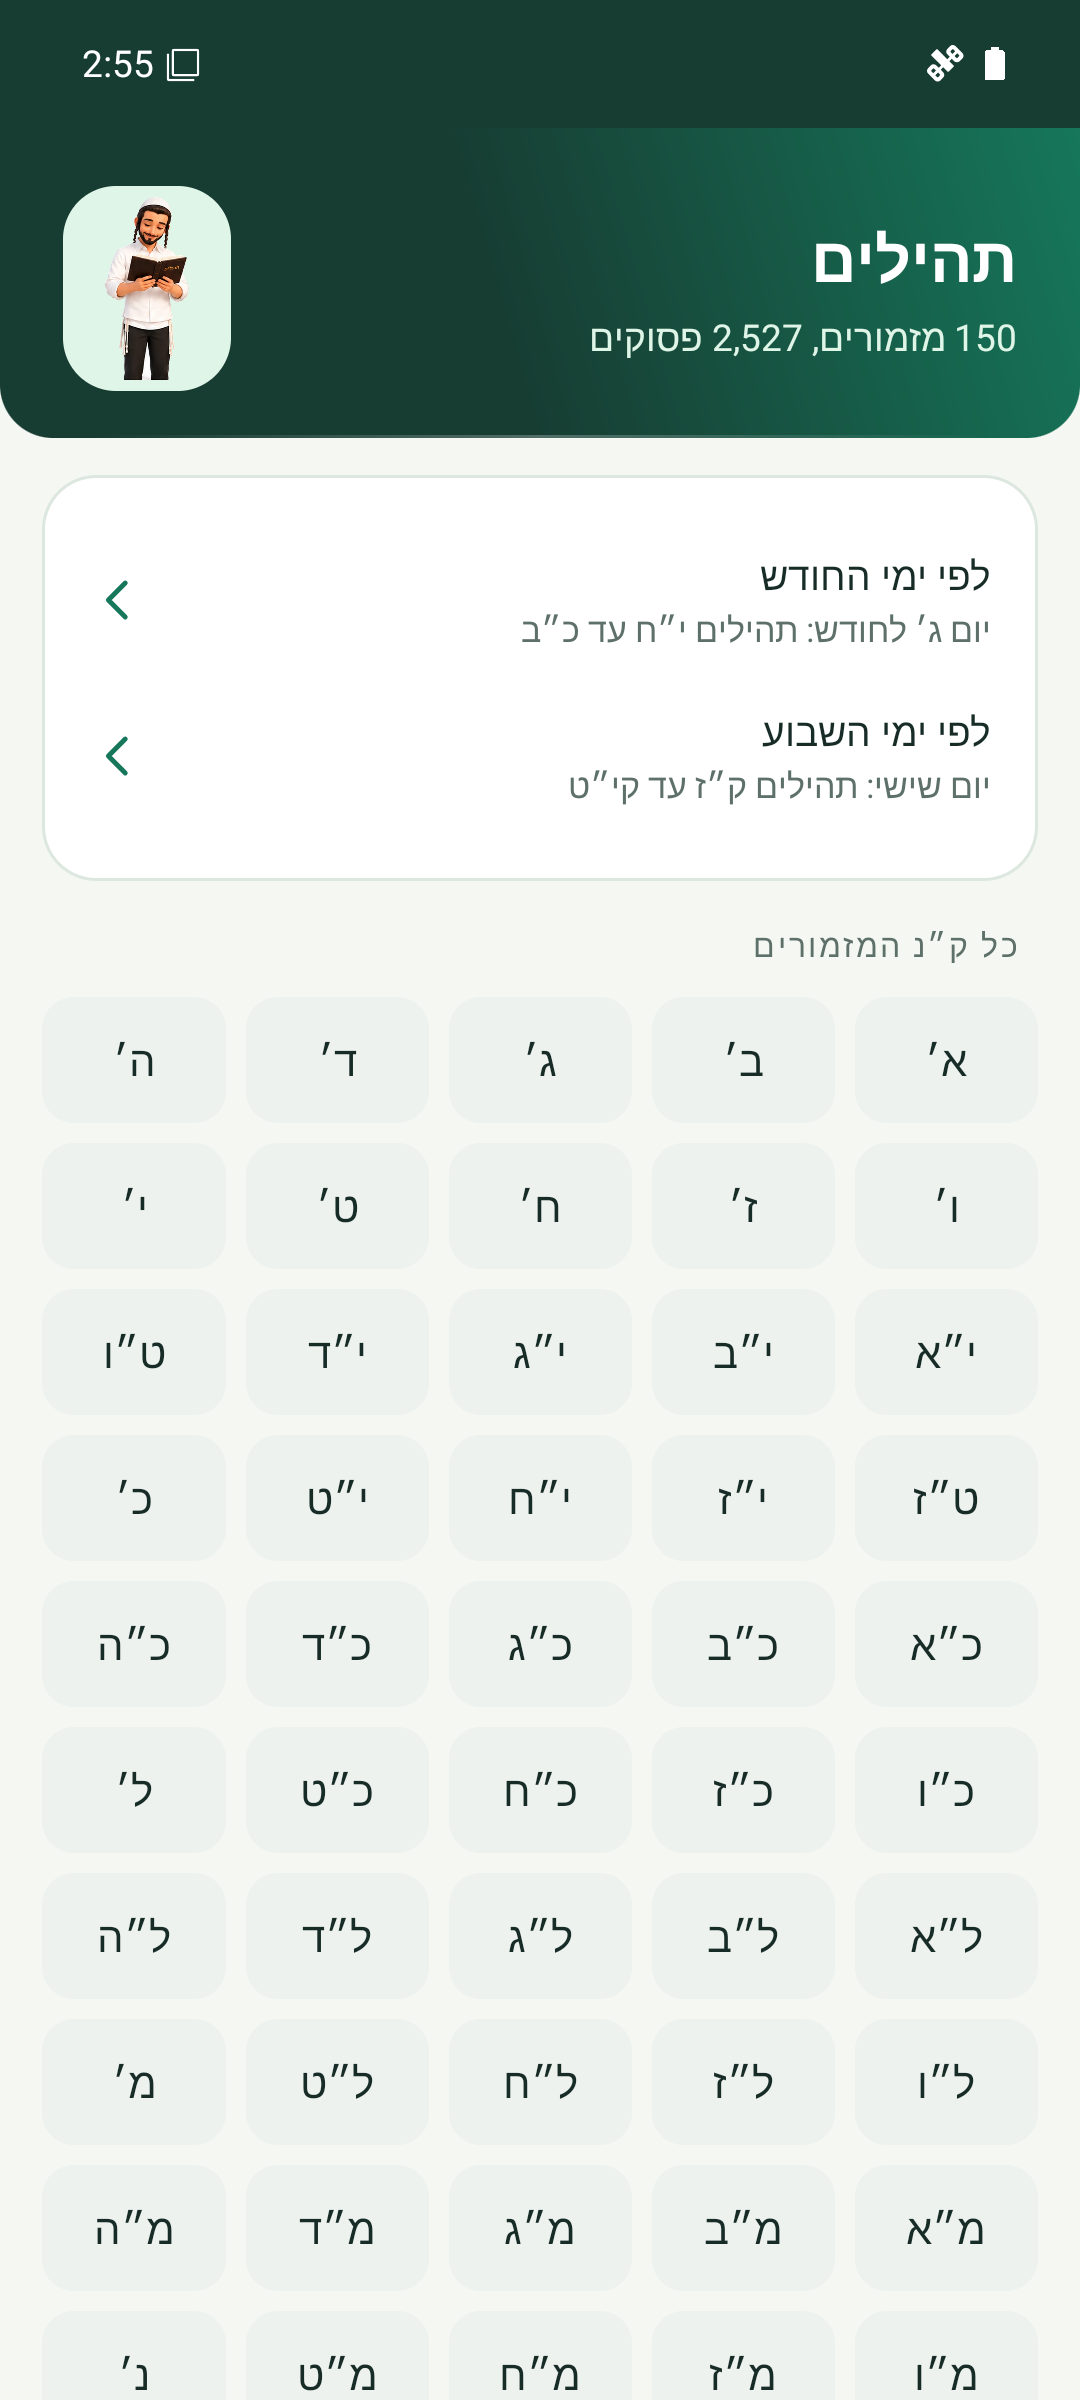 2:55
תהילים
150 מזמורים, 2,527 פסוקים
לפי ימי החודש
יום ג׳ לחודש: תהילים י״ח עד כ״ב
לפי ימי השבוע
יום שישי: תהילים ק״ז עד קי״ט
כל ק״נ המזמורים
א׳ ב׳ ג׳ ד׳ ה׳
ו׳ ז׳ ח׳ ט׳ י׳
י״א י״ב י״ג י״ד ט״ו
ט״ז י״ז י״ח י״ט כ׳
כ״א כ״ב כ״ג כ״ד כ״ה
כ״ו כ״ז כ״ח כ״ט ל׳
ל״א ל״ב ל״ג ל״ד ל״ה
ל״ו ל״ז ל״ח ל״ט מ׳
מ״א מ״ב מ״ג מ״ד מ״ה
מ״ו מ״ז מ״ח מ״ט נ׳